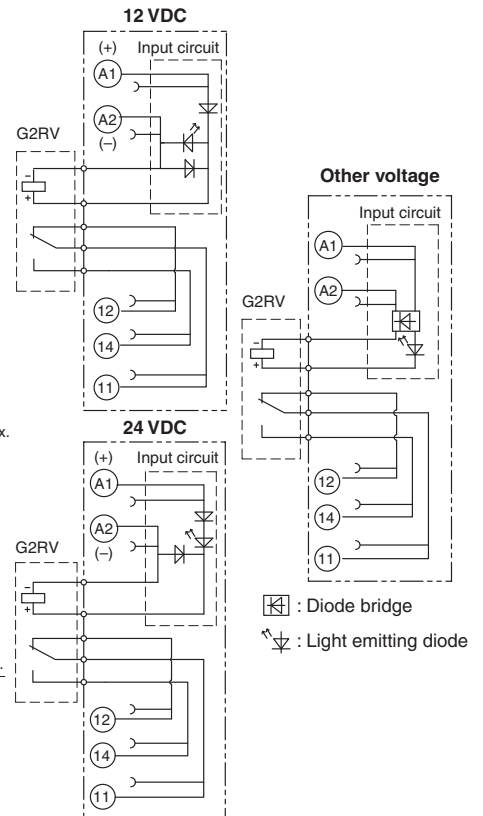 12 VDC
(+) Input circuit
A1
A2
(–)
G2RV
–
+
12
14
11
x.
24 VDC
(+) Input circuit
A1
A2
(–)
G2RV
–
+
.
12
14
11
Other voltage
Input circuit
A1
A2
G2RV
–
+
12
14
11
: Diode bridge
: Light emitting diode